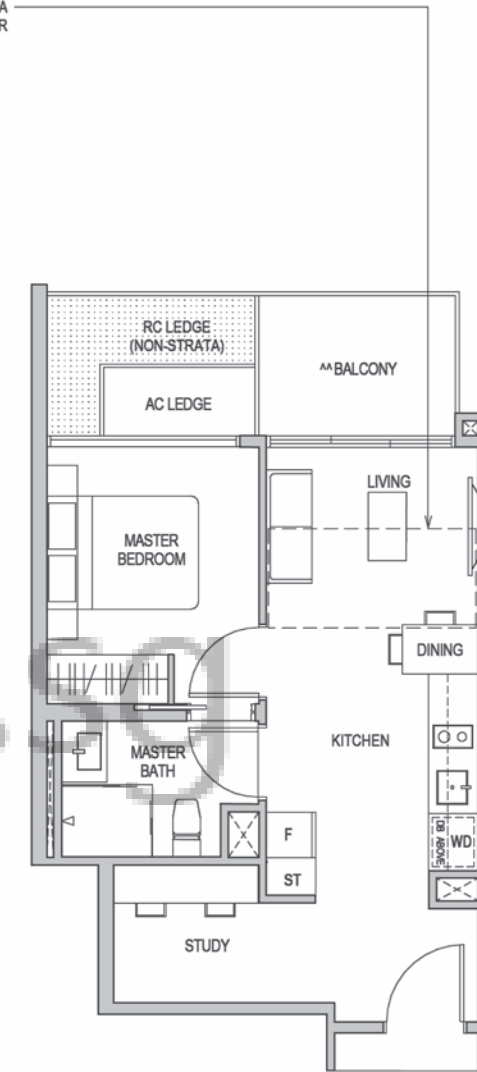 A
R
RC LEDGE
(NON-STRATA)
^^BALCONY
AC LEDGE
LIVING
MASTER
BEDROOM
DINING
KITCHEN
MASTER
BATH
F
WD
DB ABOVE
ST
STUDY
sg